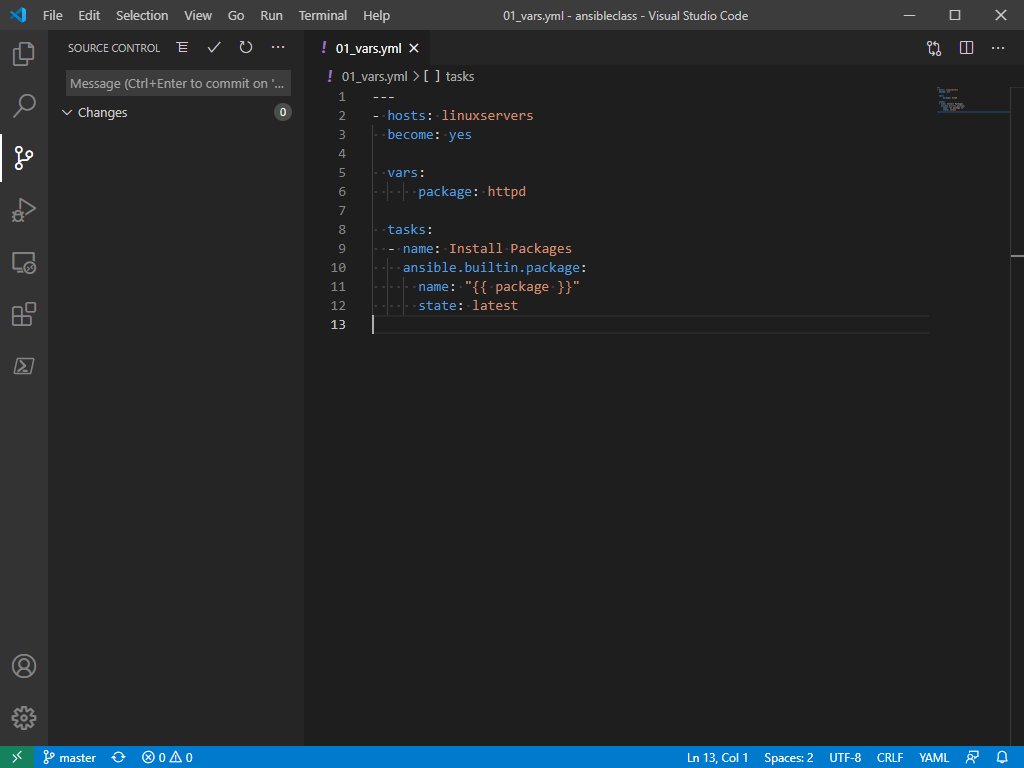 File Edit Selection View Go Run Terminal Help 01_vars.yml - ansibleclass - Visual Studio Code
SOURCE CONTROL
Message (Ctrl+Enter to commit on '...
Changes 0
! 01_vars.yml
! 01_vars.yml > [ ] tasks
1 ---
2 - hosts: linuxservers
3   become: yes
4
5   vars:
6       package: httpd
7
8   tasks:
9   - name: Install Packages
10     ansible.builtin.package:
11       name: "{{ package }}"
12       state: latest
13
master 0 0 Ln 13, Col 1 Spaces: 2 UTF-8 CRLF YAML